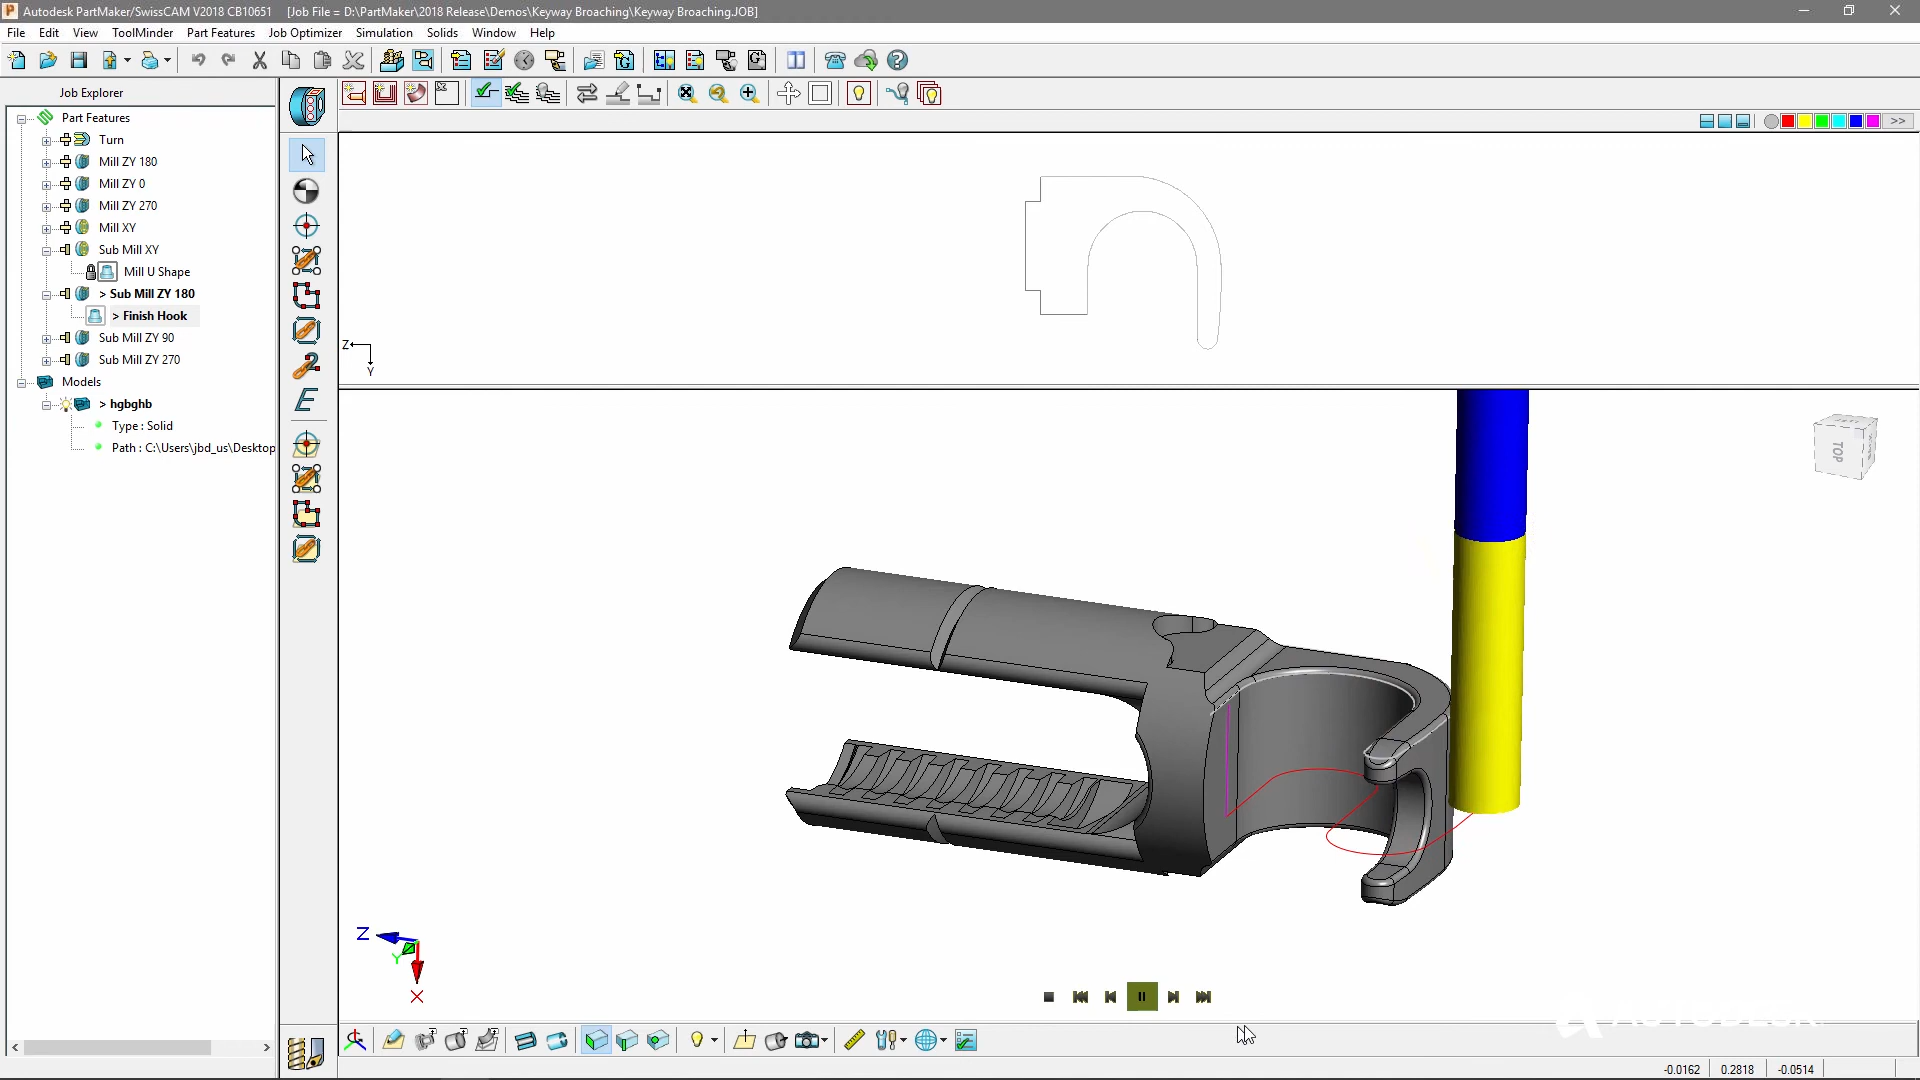 Autodesk PartMaker/SwissCAM V2018 CB10651 [Job File = D:\PartMaker\2018 Release\Demos\Keyway Broaching\Keyway Broaching.JOB]
File Edit View ToolMinder Part Features Job Optimizer Simulation Solids Window Help
Job Explorer
>>
Part Features
Turn
Mill ZY 180
Mill ZY 0
Mill ZY 270
Mill XY
Sub Mill XY
Mill U Shape
> Sub Mill ZY 180
> Finish Hook
Sub Mill ZY 90
Sub Mill ZY 270
Models
> hgbghb
Type : Solid
Path : C:\Users\jbd_us\Desktop
Z
Y
TOP
Z
Y
X
AUTODESK
-0.0162 0.2818 -0.0514